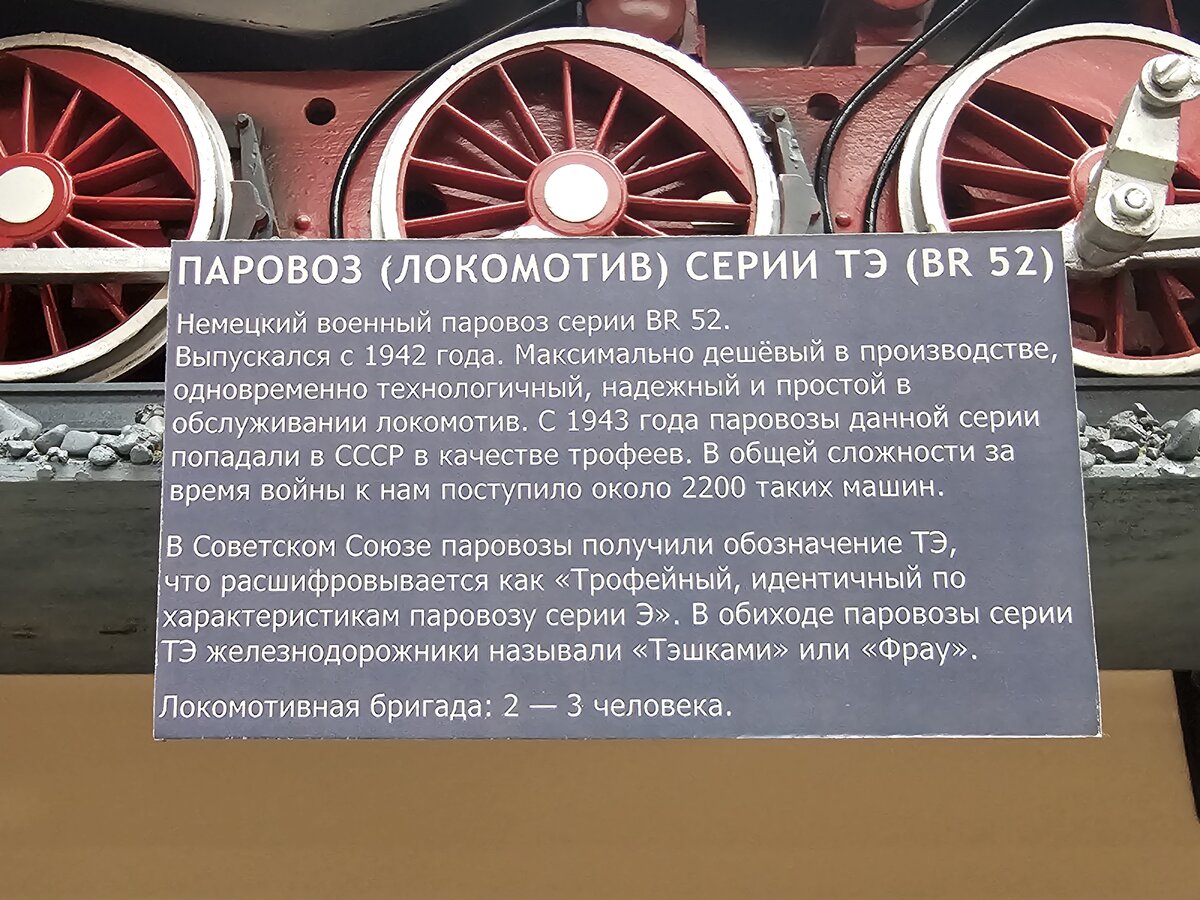 ПАРОВОЗ (ЛОКОМОТИВ) СЕРИИ ТЭ (BR 52)
Немецкий военный паровоз серии BR 52.
Выпускался с 1942 года. Максимально дешёвый в производстве,
одновременно технологичный, надежный и простой в
обслуживании локомотив. С 1943 года паровозы данной серии
попадали в СССР в качестве трофеев. В общей сложности за
время войны к нам поступило около 2200 таких машин.
В Советском Союзе паровозы получили обозначение ТЭ,
что расшифровывается как «Трофейный, идентичный по
характеристикам паровозу серии Э». В обиходе паровозы серии
ТЭ железнодорожники называли «Тэшками» или «Фрау».
Локомотивная бригада: 2 — 3 человека.